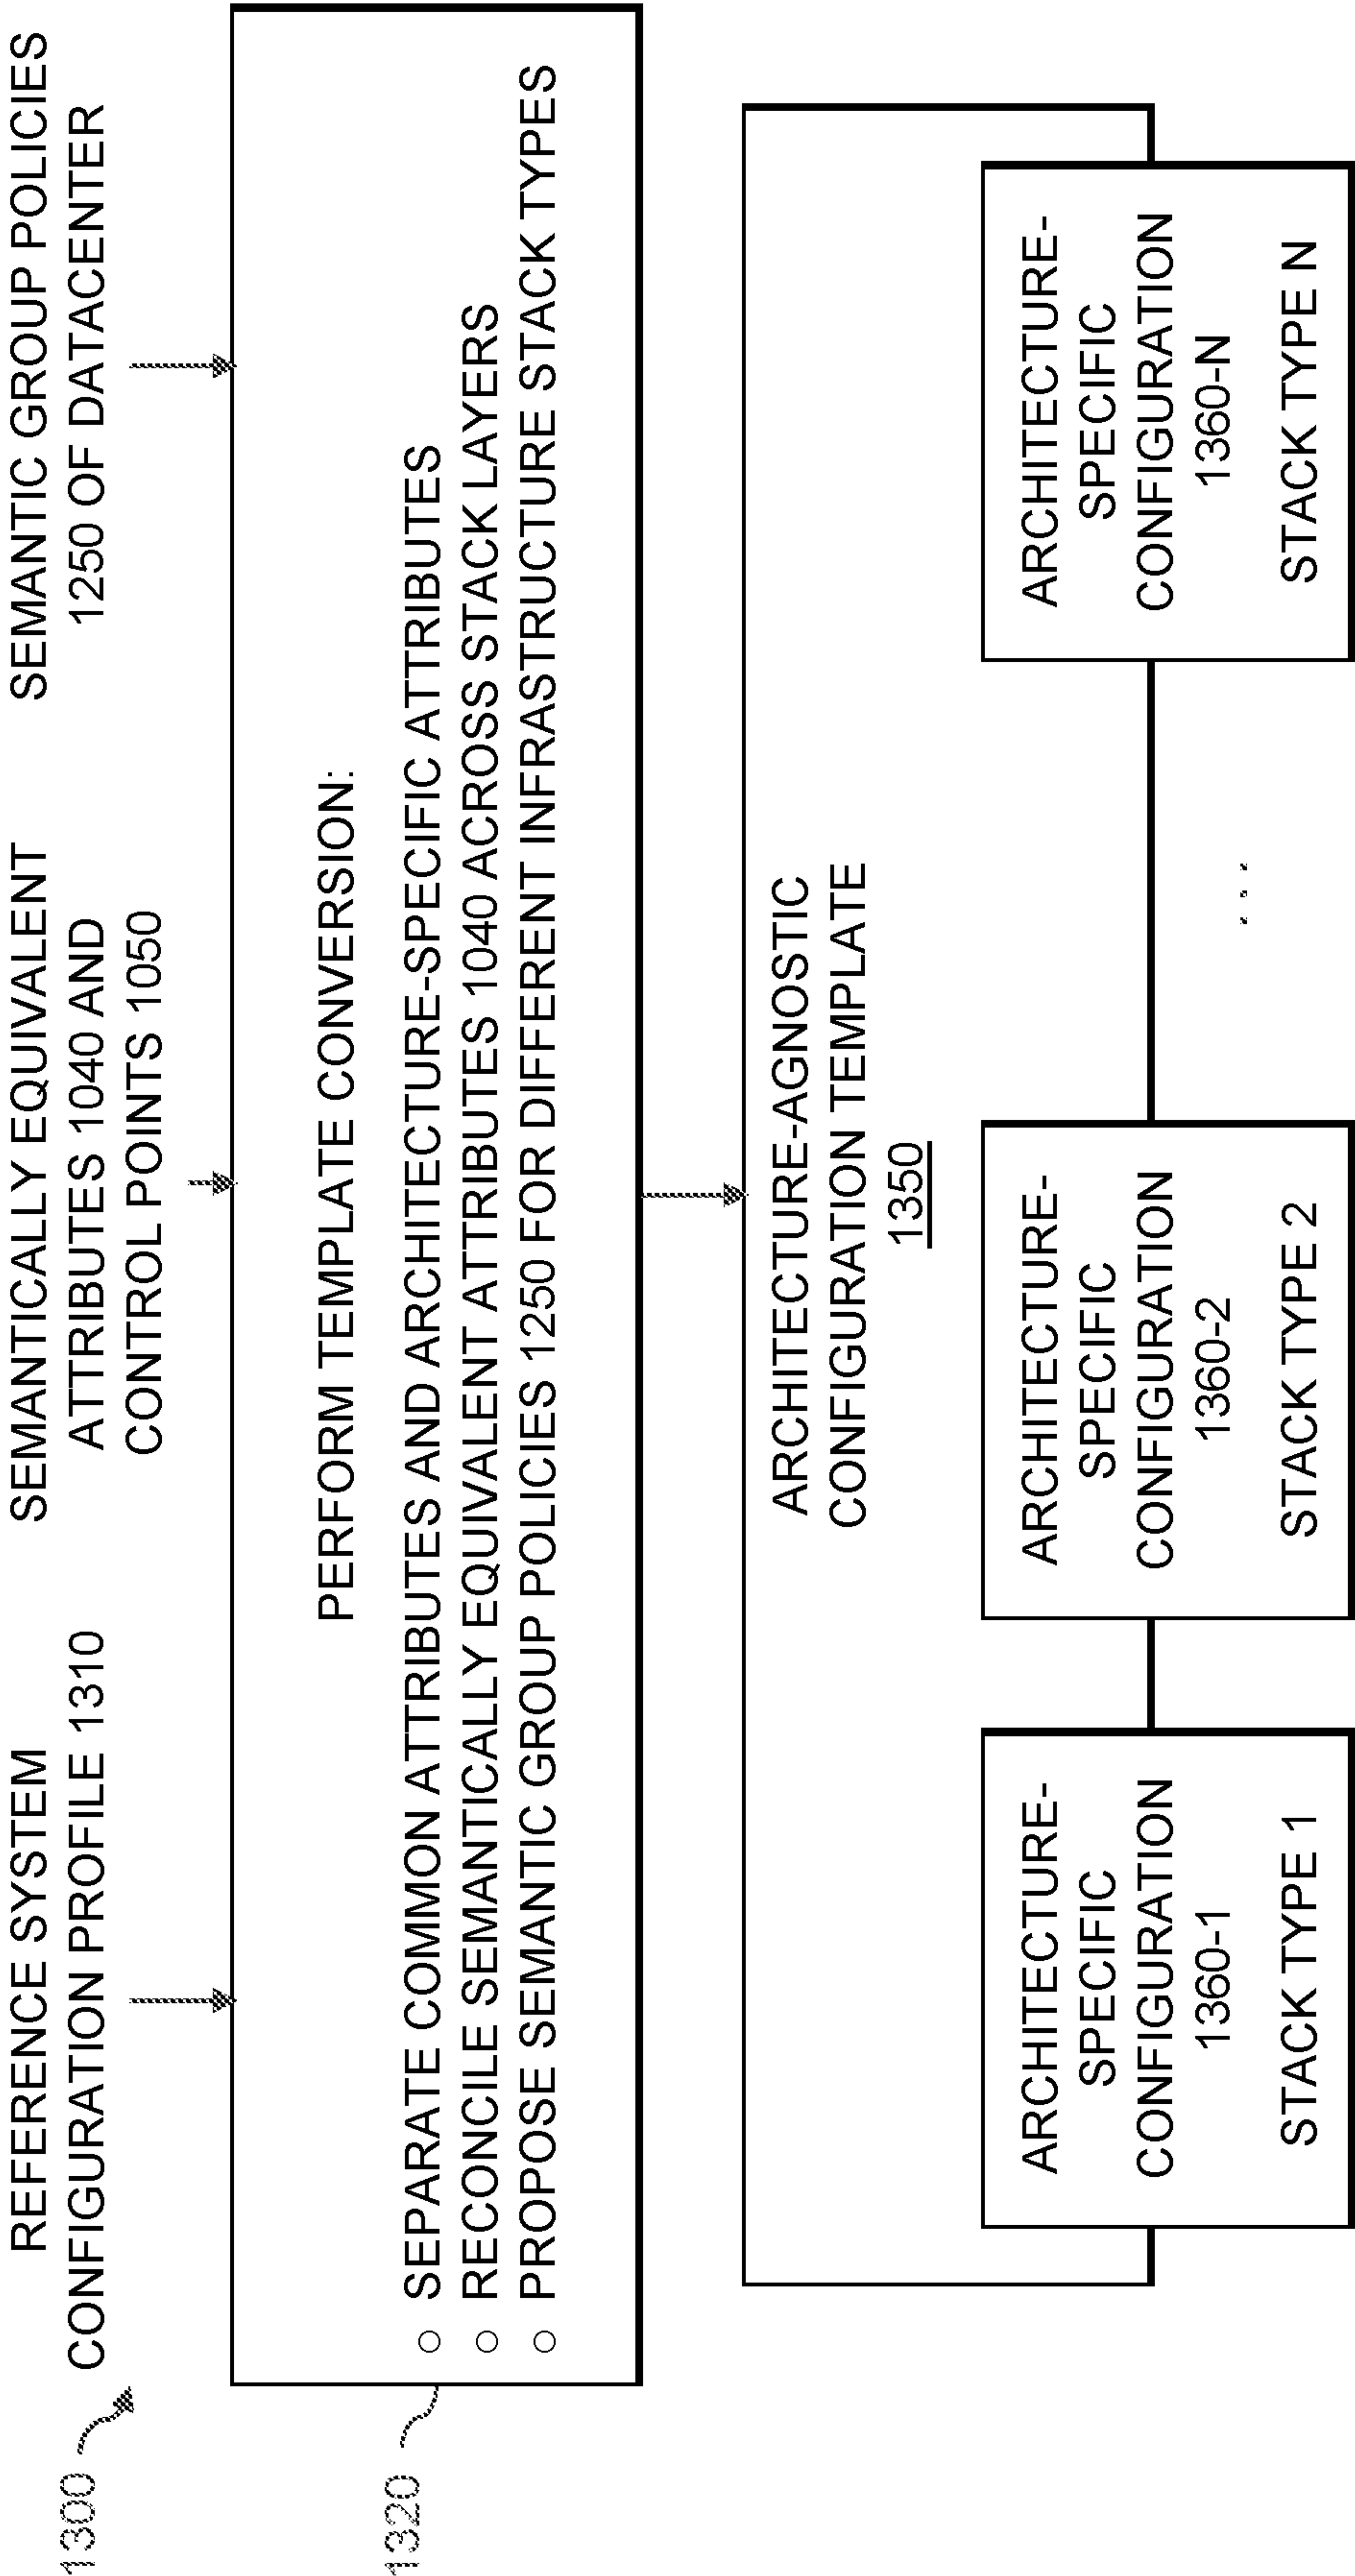 1300
REFERENCE SYSTEM
CONFIGURATION PROFILE 1310
SEMANTICALLY EQUIVALENT
ATTRIBUTES 1040 AND
CONTROL POINTS 1050
SEMANTIC GROUP POLICIES
1250 OF DATACENTER
1320
PERFORM TEMPLATE CONVERSION:
○ SEPARATE COMMON ATTRIBUTES AND ARCHITECTURE-SPECIFIC ATTRIBUTES
○ RECONCILE SEMANTICALLY EQUIVALENT ATTRIBUTES 1040 ACROSS STACK LAYERS
○ PROPOSE SEMANTIC GROUP POLICIES 1250 FOR DIFFERENT INFRASTRUCTURE STACK TYPES
ARCHITECTURE-AGNOSTIC
CONFIGURATION TEMPLATE
1350
ARCHITECTURE-
SPECIFIC
CONFIGURATION
1360-1
STACK TYPE 1
ARCHITECTURE-
SPECIFIC
CONFIGURATION
1360-2
STACK TYPE 2
...
ARCHITECTURE-
SPECIFIC
CONFIGURATION
1360-N
STACK TYPE N